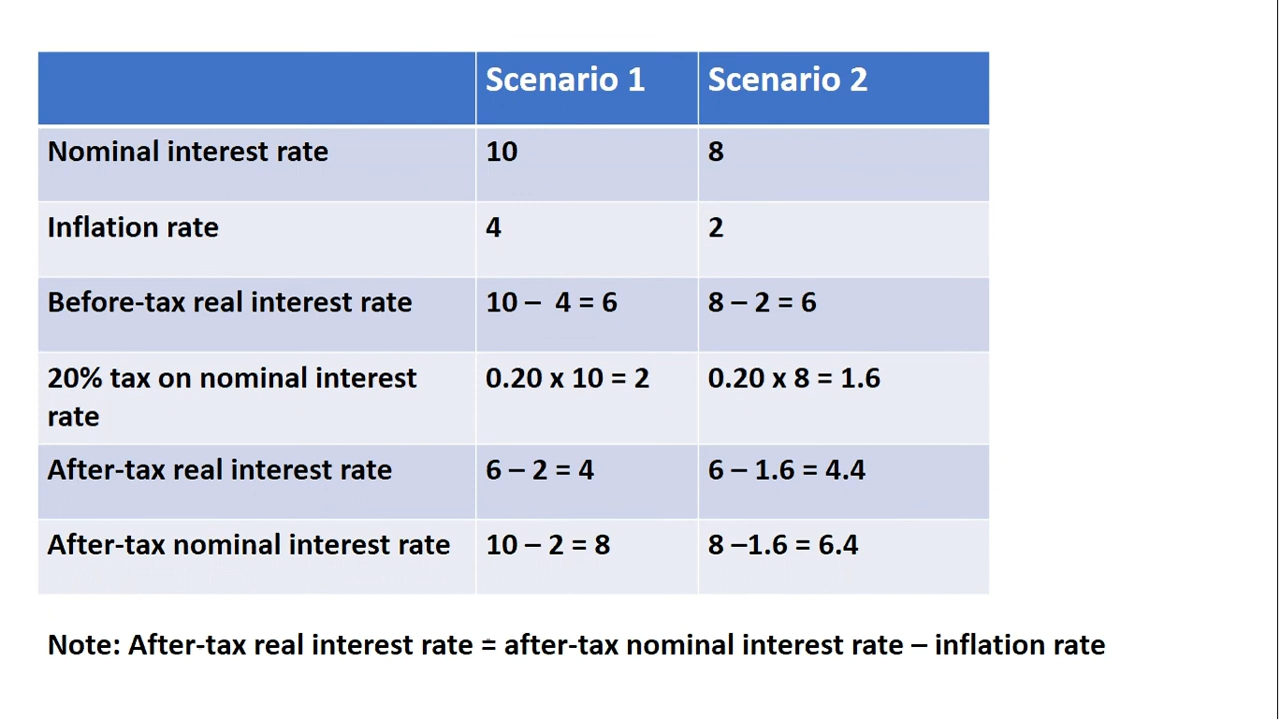 Scenario 1 Scenario 2
Nominal interest rate 10 8
Inflation rate 4 2
Before-tax real interest rate 10 – 4 = 6 8 – 2 = 6
20% tax on nominal interest 0.20 x 10 = 2 0.20 x 8 = 1.6
rate
After-tax real interest rate 6 – 2 = 4 6 – 1.6 = 4.4
After-tax nominal interest rate 10 – 2 = 8 8 –1.6 = 6.4
Note: After-tax real interest rate = after-tax nominal interest rate – inflation rate